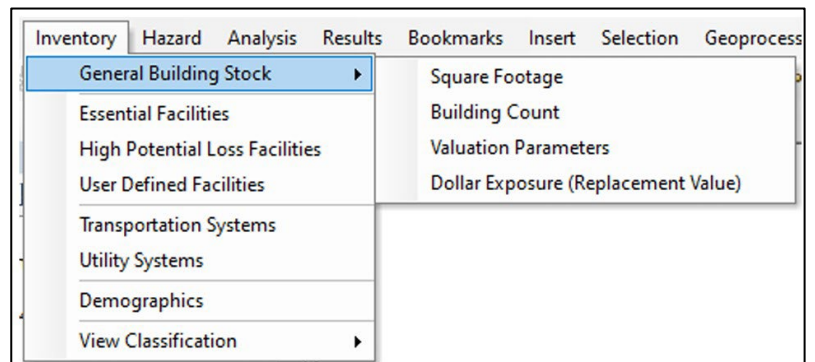 Inventory Hazard Analysis Results Bookmarks Insert Selection Geoprocess
General Building Stock
Essential Facilities
High Potential Loss Facilities
User Defined Facilities
Transportation Systems
Utility Systems
Demographics
View Classification
Square Footage
Building Count
Valuation Parameters
Dollar Exposure (Replacement Value)